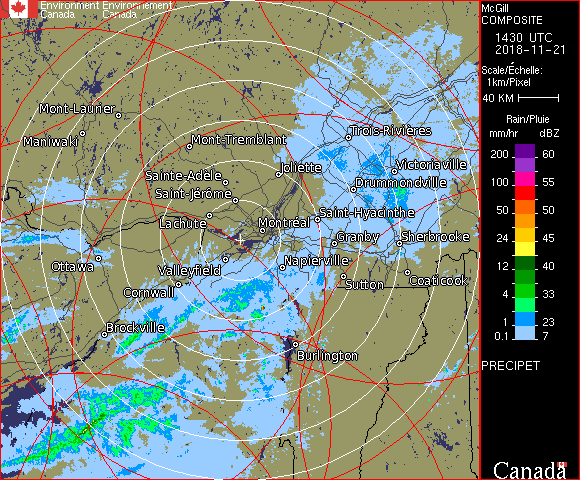 Environment Environnement
Canada Canada
Mont-Laurier
Maniwaki
Mont-Tremblant
Trois-Rivières
Joliette
Victoriaville
Sainte-Adèle
Drummondville
Saint-Jérôme
Saint-Hyacinthe
Lachute
Montréal
Granby
Sherbrooke
Ottawa
Napierville
Valleyfield
Sutton
Coaticook
Cornwall
Brockville
Burlington
McGill
COMPOSITE
1430 UTC
2018-11-21
Scale/Échelle:
1km/Pixel
40 KM
Rain/Pluie
mm/hr dBZ
200 60
150 57
100 55
50 50
24 45
12 40
4 33
1 23
0.1 7
PRECIPET
Canada